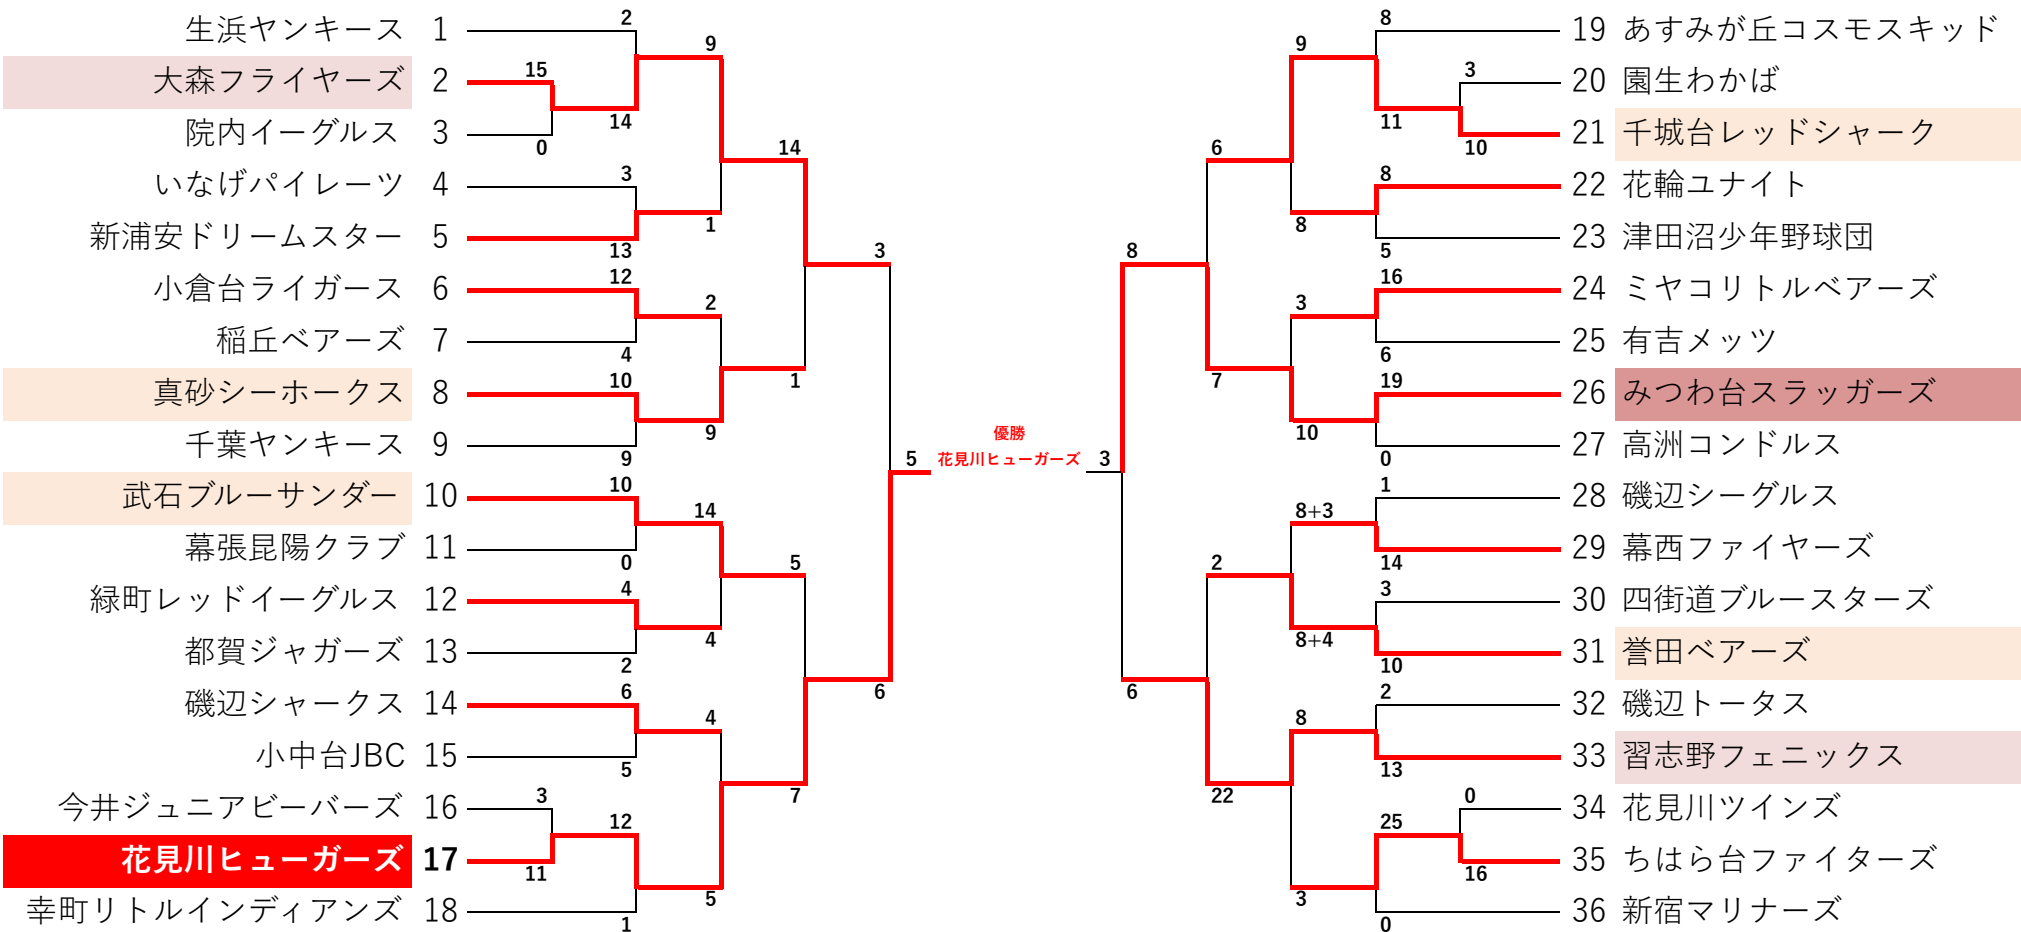 生浜ヤンキース 1
大森フライヤーズ 2
院内イーグルス 3
いなげパイレーツ 4
新浦安ドリームスター 5
小倉台ライガース 6
稲丘ベアーズ 7
真砂シーホークス 8
千葉ヤンキース 9
武石ブルーサンダー 10
幕張昆陽クラブ 11
緑町レッドイーグルス 12
都賀ジャガーズ 13
磯辺シャークス 14
小中台JBC 15
今井ジュニアビーバーズ 16
花見川ヒューガーズ 17
幸町リトルインディアンズ 18
15
0
3
11
2
14
3
13
12
4
10
9
10
0
4
2
6
5
12
1
9
1
2
9
14
4
4
5
14
1
5
7
3
6
5
優勝
花見川ヒューガーズ
3
8
6
6
7
2
22
9
8
3
10
8+3
8+4
8
3
8
11
8
5
16
6
19
0
1
14
3
10
2
13
25
0
3
10
0
16
19 あすみが丘コスモスキッド
20 園生わかば
21 千城台レッドシャーク
22 花輪ユナイト
23 津田沼少年野球団
24 ミヤコリトルベアーズ
25 有吉メッツ
26 みつわ台スラッガーズ
27 高洲コンドルス
28 磯辺シーグルス
29 幕西ファイヤーズ
30 四街道ブルースターズ
31 誉田ベアーズ
32 磯辺トータス
33 習志野フェニックス
34 花見川ツインズ
35 ちはら台ファイターズ
36 新宿マリナーズ